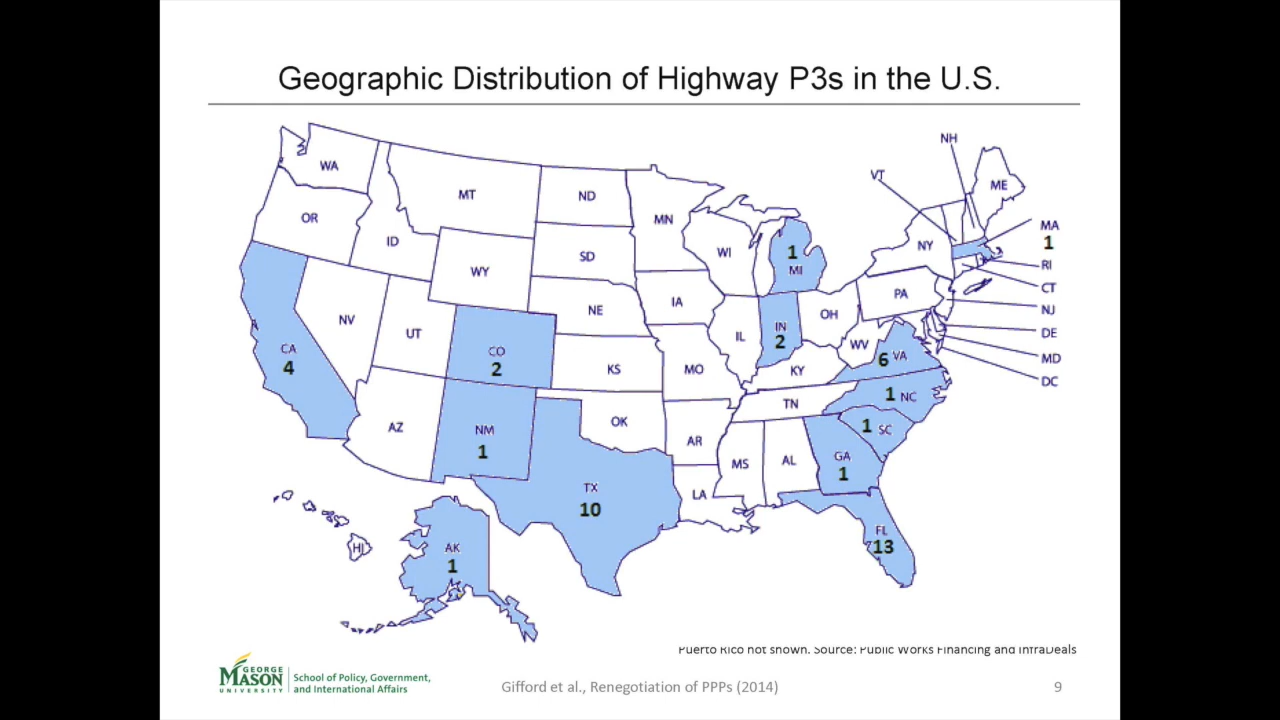 Geographic Distribution of Highway P3s in the U.S.
NH
WA
VT
ME
MT
ND
MN
OR
MA
1
ID
SD
WI
1
MI
NY
RI
WY
CT
PA
IA
NE
NJ
OH
NV
UT
IL
IN
2
DE
CA
4
CO
2
WV
6 VA
MD
KS
MO
KY
DC
1 NC
TN
OK
AZ
NM
1
AR
1 SC
MS
AL
GA
1
TX
10
LA
FL
13
HI
AK
1
Puerto Rico not shown. Source: Public Works Financing and InfraDeals
GEORGE
MASON
UNIVERSITY
School of Policy, Government,
and International Affairs
Gifford et al., Renegotiation of PPPs (2014)
9